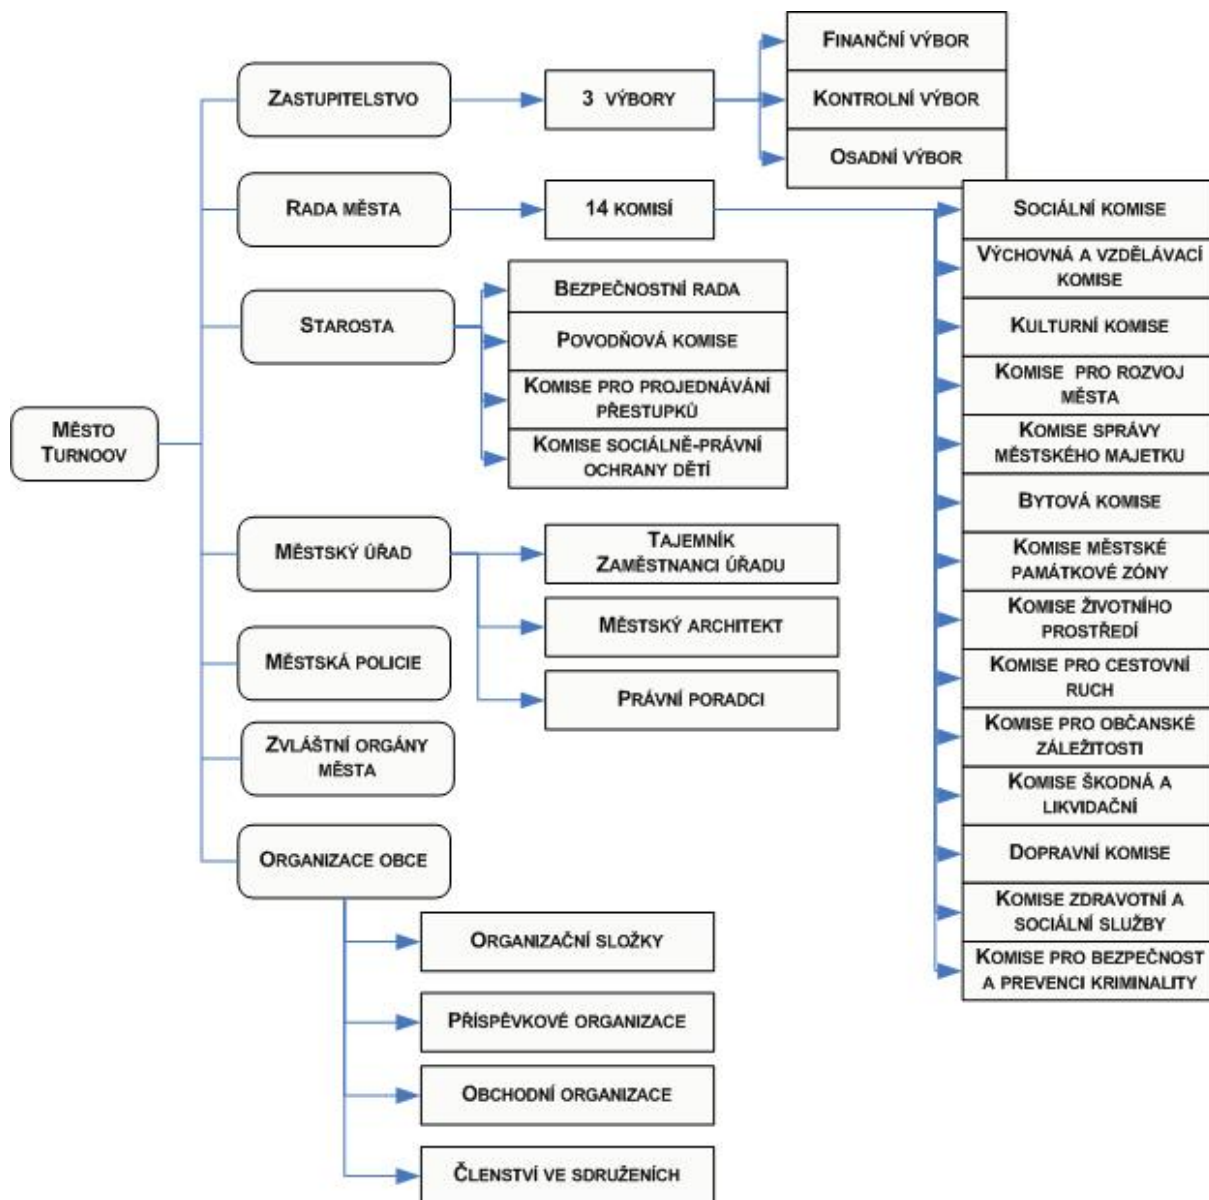 Město
Turnoov
Zastupitelstvo
3 výbory
Finanční výbor
Kontrolní výbor
Osadní výbor
Rada města
14 komisí
Sociální komise
Výchovná a vzdělávací
komise
Kulturní komise
Komise pro rozvoj
města
Komise správy
městského majetku
Bytová komise
Komise městské
památkové zóny
Komise životního
prostředí
Komise pro cestovní
ruch
Komise pro občanské
záležitosti
Komise škodná a
likvidační
Dopravní komise
Komise zdravotní a
sociální služby
Komise pro bezpečnost
a prevenci kriminality
Starosta
Bezpečnostní rada
Povodňová komise
Komise pro projednávání
přestupků
Komise sociálně-právní
ochrany dětí
Městský úřad
Tajemník
Zaměstnanci úřadu
Městský architekt
Právní poradci
Městská policie
Zvláštní orgány
města
Organizace obce
Organizační složky
Příspěvkové organizace
Obchodní organizace
Členství ve sdruženích